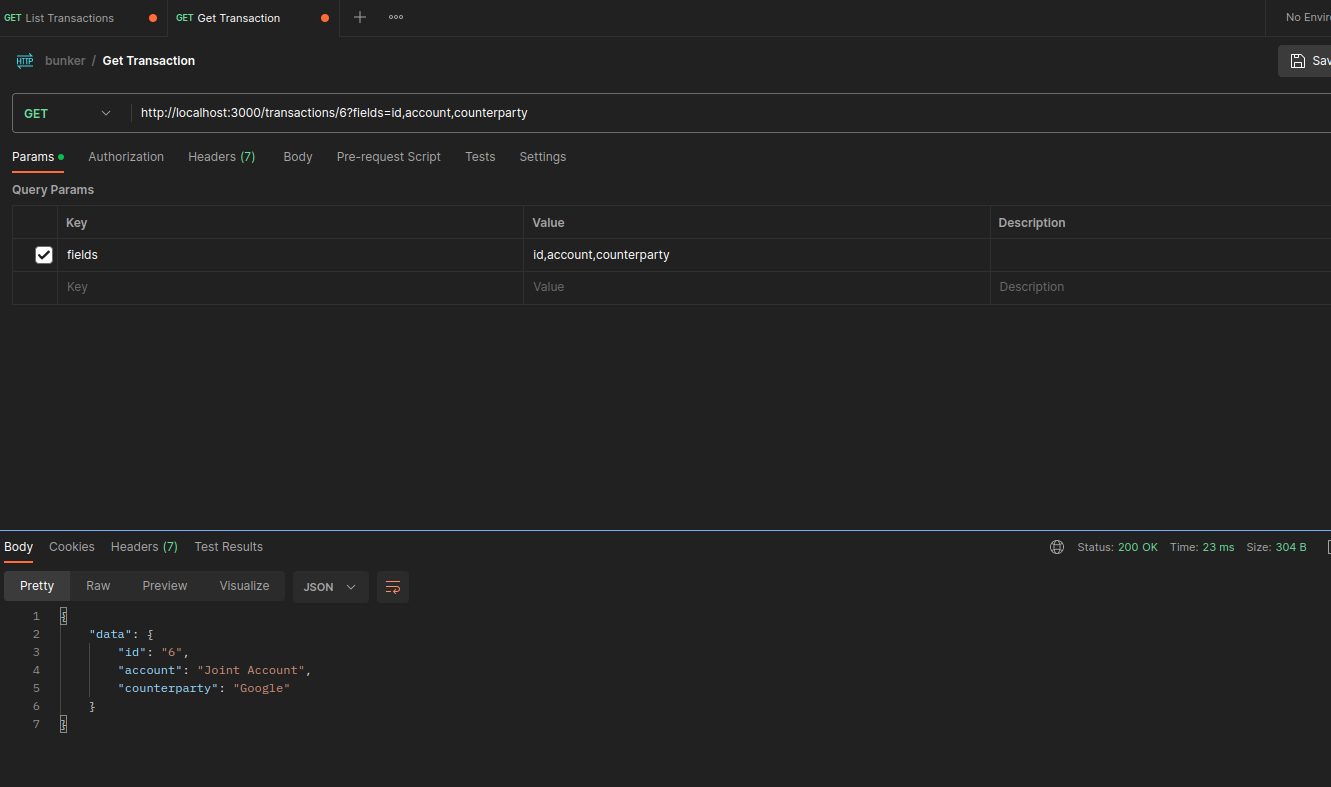 GET List Transactions GET Get Transaction No Envir
HTTP bunker / Get Transaction Sav
GET http://localhost:3000/transactions/6?fields=id,account,counterparty
Params Authorization Headers (7) Body Pre-request Script Tests Settings
Query Params
Key Value Description
fields id,account,counterparty
Key Value Description
Body Cookies Headers (7) Test Results Status: 200 OK Time: 23 ms Size: 304 B
Pretty Raw Preview Visualize JSON
1 {
2 "data": {
3 "id": "6",
4 "account": "Joint Account",
5 "counterparty": "Google"
6 }
7 }